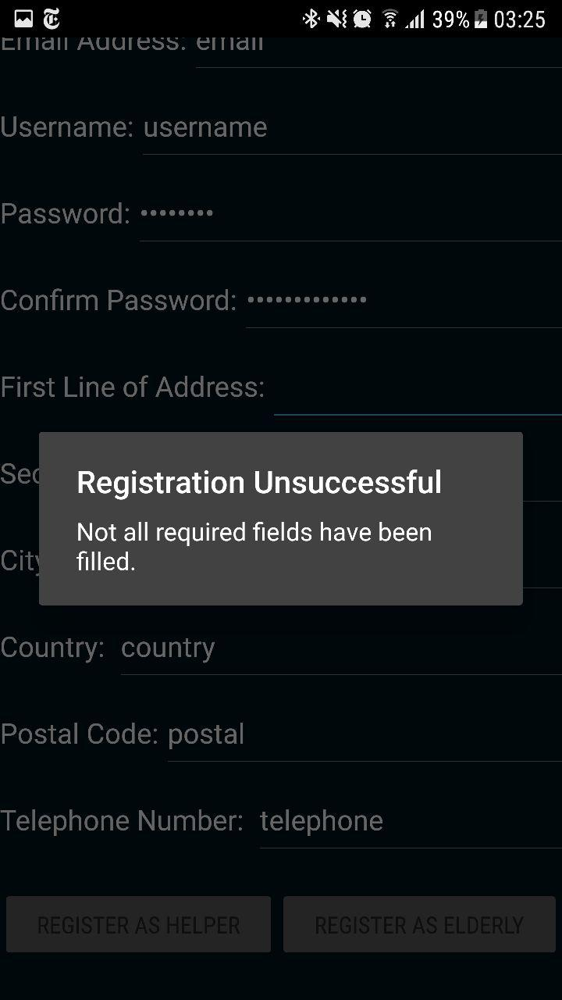 39% 03:25
Email Address: email
Username: username
Password: ••••••••
Confirm Password: •••••••••••••
First Line of Address:
Sec
City
Registration Unsuccessful
Not all required fields have been
filled.
Country: country
Postal Code: postal
Telephone Number: telephone
REGISTER AS HELPER REGISTER AS ELDERLY